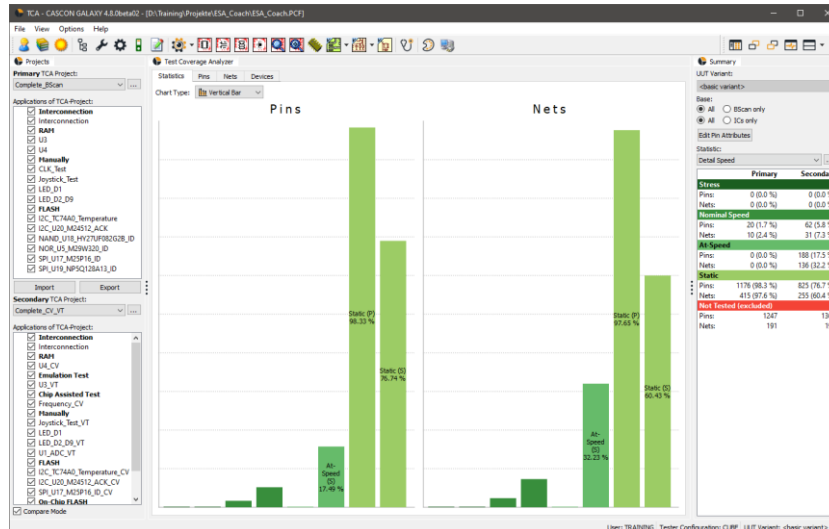 TCA - CASCON GALAXY 4.8.0beta02 - [D:\Training\Projekte\ESA_Coach\ESA_Coach.PCF]
File View Options Help
Projects
Primary TCA Project:
Complete_BScan
Applications of TCA-Project:
Interconnection
Interconnection
RAM
U3
U4
Manually
CLK_Test
Joystick_Test
LED_D1
LED_D2_D9
FLASH
I2C_TC74A0_Temperature
I2C_U20_M24512_ACK
NAND_U18_HY27UF082G2B_ID
NOR_U5_M29W320_ID
SPI_U17_M25P16_ID
SPI_U19_NP5Q128A13_ID
Import Export
Secondary TCA Project:
Complete_CV_VT
Applications of TCA-Project:
Interconnection
Interconnection
RAM
U4_CV
Emulation Test
U3_VT
Chip Assisted Test
Frequency_CV
Manually
Joystick_Test_VT
LED_D1
LED_D2_D9_VT
U1_ADC_VT
FLASH
I2C_TC74A0_Temperature_CV
I2C_U20_M24512_ACK_CV
SPI_U17_M25P16_ID_CV
On-Chip FLASH
Compare Mode
Test Coverage Analyzer
Statistics Pins Nets Devices
Chart Type: Vertical Bar
Pins
Static (P)
98.33 %
Static (S)
76.74 %
At-
Speed
(S)
17.49 %
Nets
Static (P)
97.65 %
Static (S)
60.43 %
At-
Speed
(S)
32.23 %
Summary
UUT Variant:
<basic variant>
Base:
All BScan only
All ICs only
Edit Pin Attributes
Statistic:
Detail Speed
Primary Seconda
Stress
Pins: 0 (0.0 %) 0 (0.0
Nets: 0 (0.0 %) 0 (0.0
Nominal Speed
Pins: 20 (1.7 %) 62 (5.8
Nets: 10 (2.4 %) 31 (7.3
At-Speed
Pins: 0 (0.0 %) 188 (17.5
Nets: 0 (0.0 %) 136 (32.2
Static
Pins: 1176 (98.3 %) 825 (76.7
Nets: 415 (97.6 %) 255 (60.4
Not Tested (excluded)
Pins: 1247 13
Nets: 191 1
User: TRAINING Tester Configuration: CUBE UUT Variant: <basic variant>